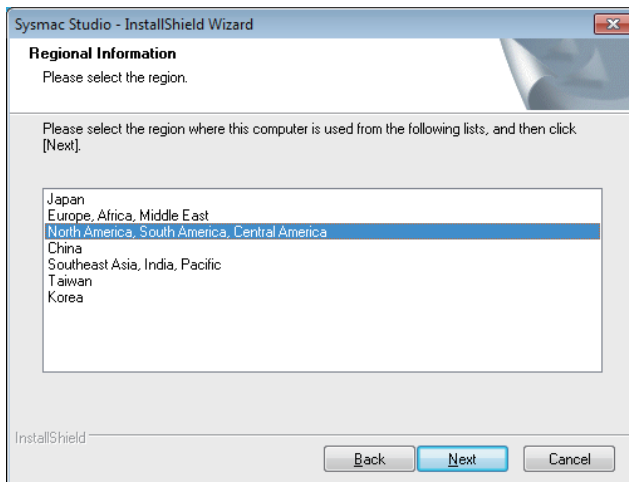 Sysmac Studio - InstallShield Wizard
Regional Information
Please select the region.
Please select the region where this computer is used from the following lists, and then click
[Next].
Japan
Europe, Africa, Middle East
North America, South America, Central America
China
Southeast Asia, India, Pacific
Taiwan
Korea
InstallShield
Back Next Cancel